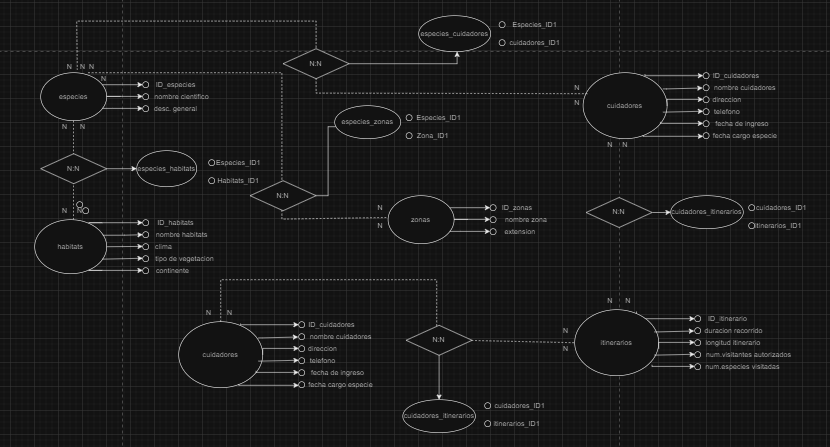 especies_cuidadores
Especies_ID1
cuidadores_ID1
N:N
N N N
N
especies
ID_especies
nombre cientifico
desc. general
N N
N
N
cuidadores
ID_cuidadores
nombre cuidadores
direccion
telefono
fecha de ingreso
fecha cargo especie
N N
especies_zonas
Especies_ID1
Zona_ID1
N:N
especies_habitats
Especies_ID1
Habitats_ID1
N:N
N N
habitats
ID_habitats
nombre habitats
clima
tipo de vegetacion
continente
N
N
zonas
ID_zonas
nombre zona
extension
N:N
cuidadores_itinerarios
cuidadores_ID1
itinerarios_ID1
N N
cuidadores
ID_cuidadores
nombre cuidadores
direccion
telefono
fecha de ingreso
fecha cargo especie
N:N
N
N
N N
itinerarios
ID_itinerario
duracion recorrido
longitud itinerario
num.visitantes autorizados
num.especies visitadas
cuidadores_itinerarios
cuidadores_ID1
itinerarios_ID1